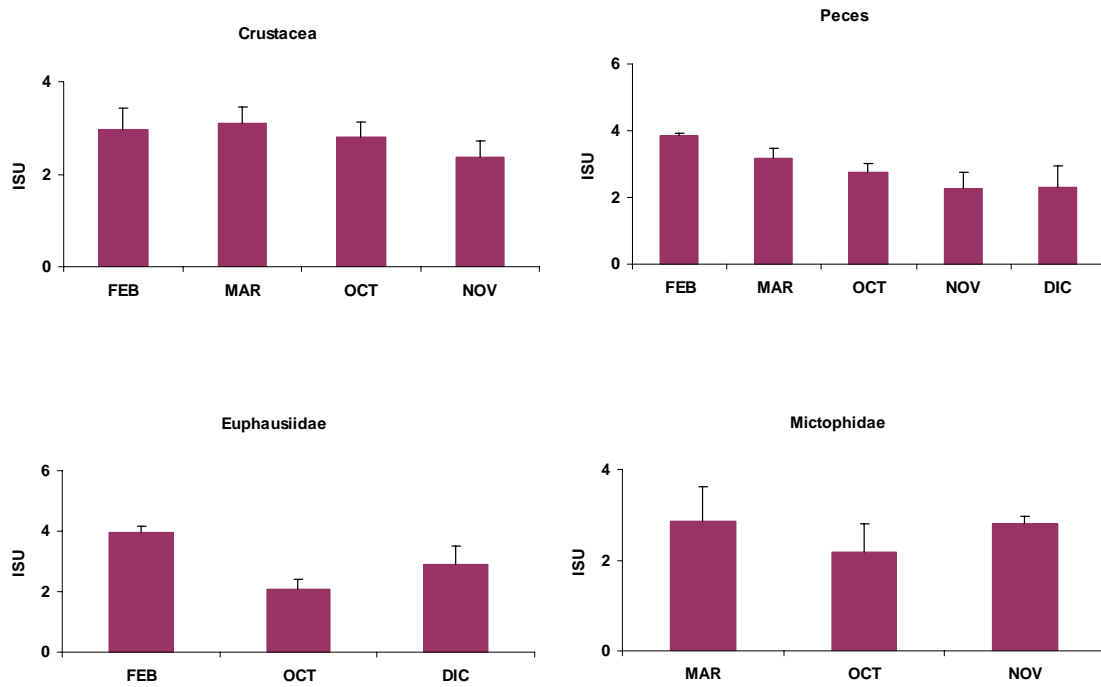 Crustacea
4
2
0
ISU
FEB MAR OCT NOV
Peces
6
4
2
0
ISU
FEB MAR OCT NOV DIC
Euphausiidae
6
4
2
0
ISU
FEB OCT DIC
Mictophidae
4
2
0
ISU
MAR OCT NOV